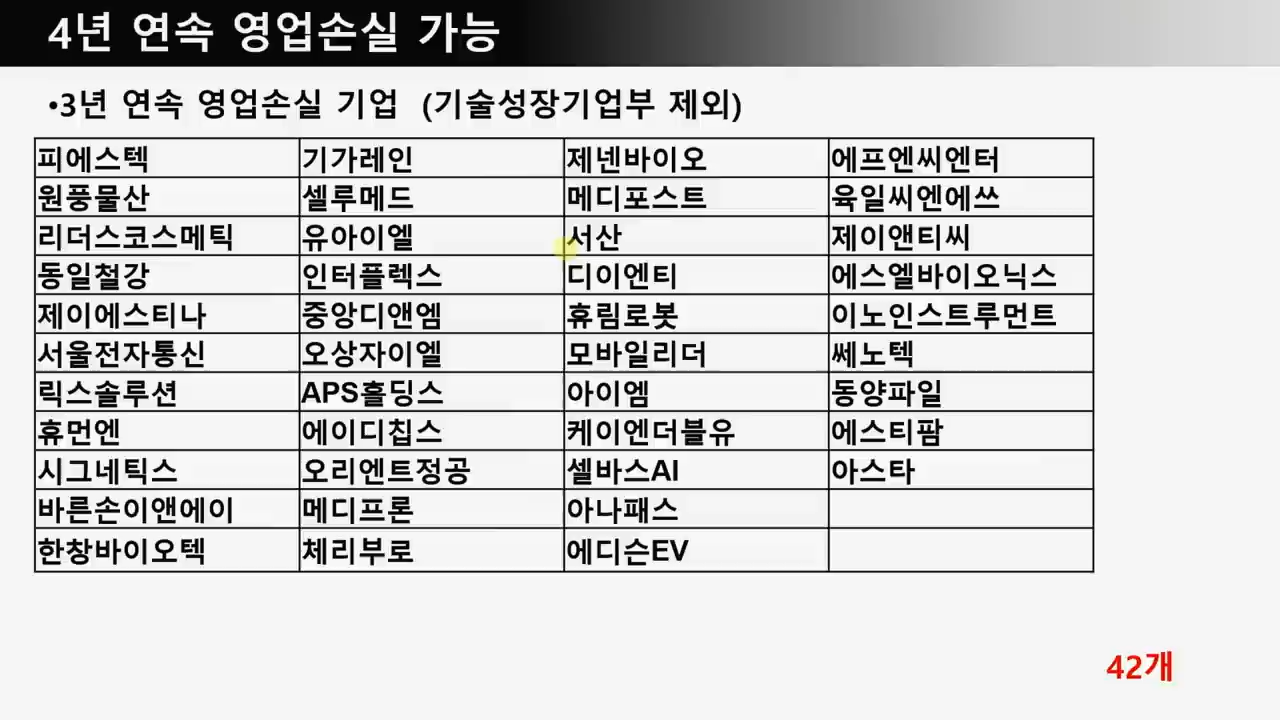 4년 연속 영업손실 가능
•3년 연속 영업손실 기업 (기술성장기업부 제외)
피에스텍 기가레인 제넨바이오 에프엔씨엔터
원풍물산 셀루메드 메디포스트 육일씨엔에쓰
리더스코스메틱 유아이엘 서산 제이앤티씨
동일철강 인터플렉스 디이엔티 에스엘바이오닉스
제이에스티나 중앙디앤엠 휴림로봇 이노인스트루먼트
서울전자통신 오상자이엘 모바일리더 쎄노텍
릭스솔루션 APS홀딩스 아이엠 동양파일
휴먼엔 에이디칩스 케이엔더블유 에스티팜
시그네틱스 오리엔트정공 셀바스AI 아스타
바른손이앤에이 메디프론 아나패스
한창바이오텍 체리부로 에디슨EV
42개